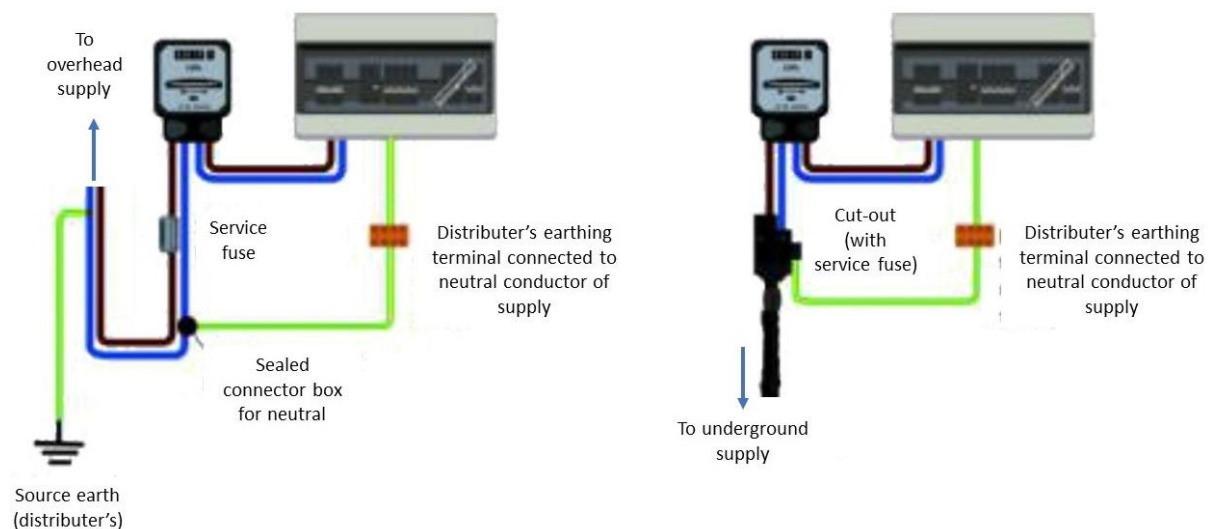 To
overhead
supply
Service
fuse
Distributer's earthing
terminal connected to
neutral conductor of
supply
Sealed
connector box
for neutral
Source earth
(distributer's)
Cut-out
(with
service fuse)
Distributer's earthing
terminal connected to
neutral conductor of
supply
To underground
supply